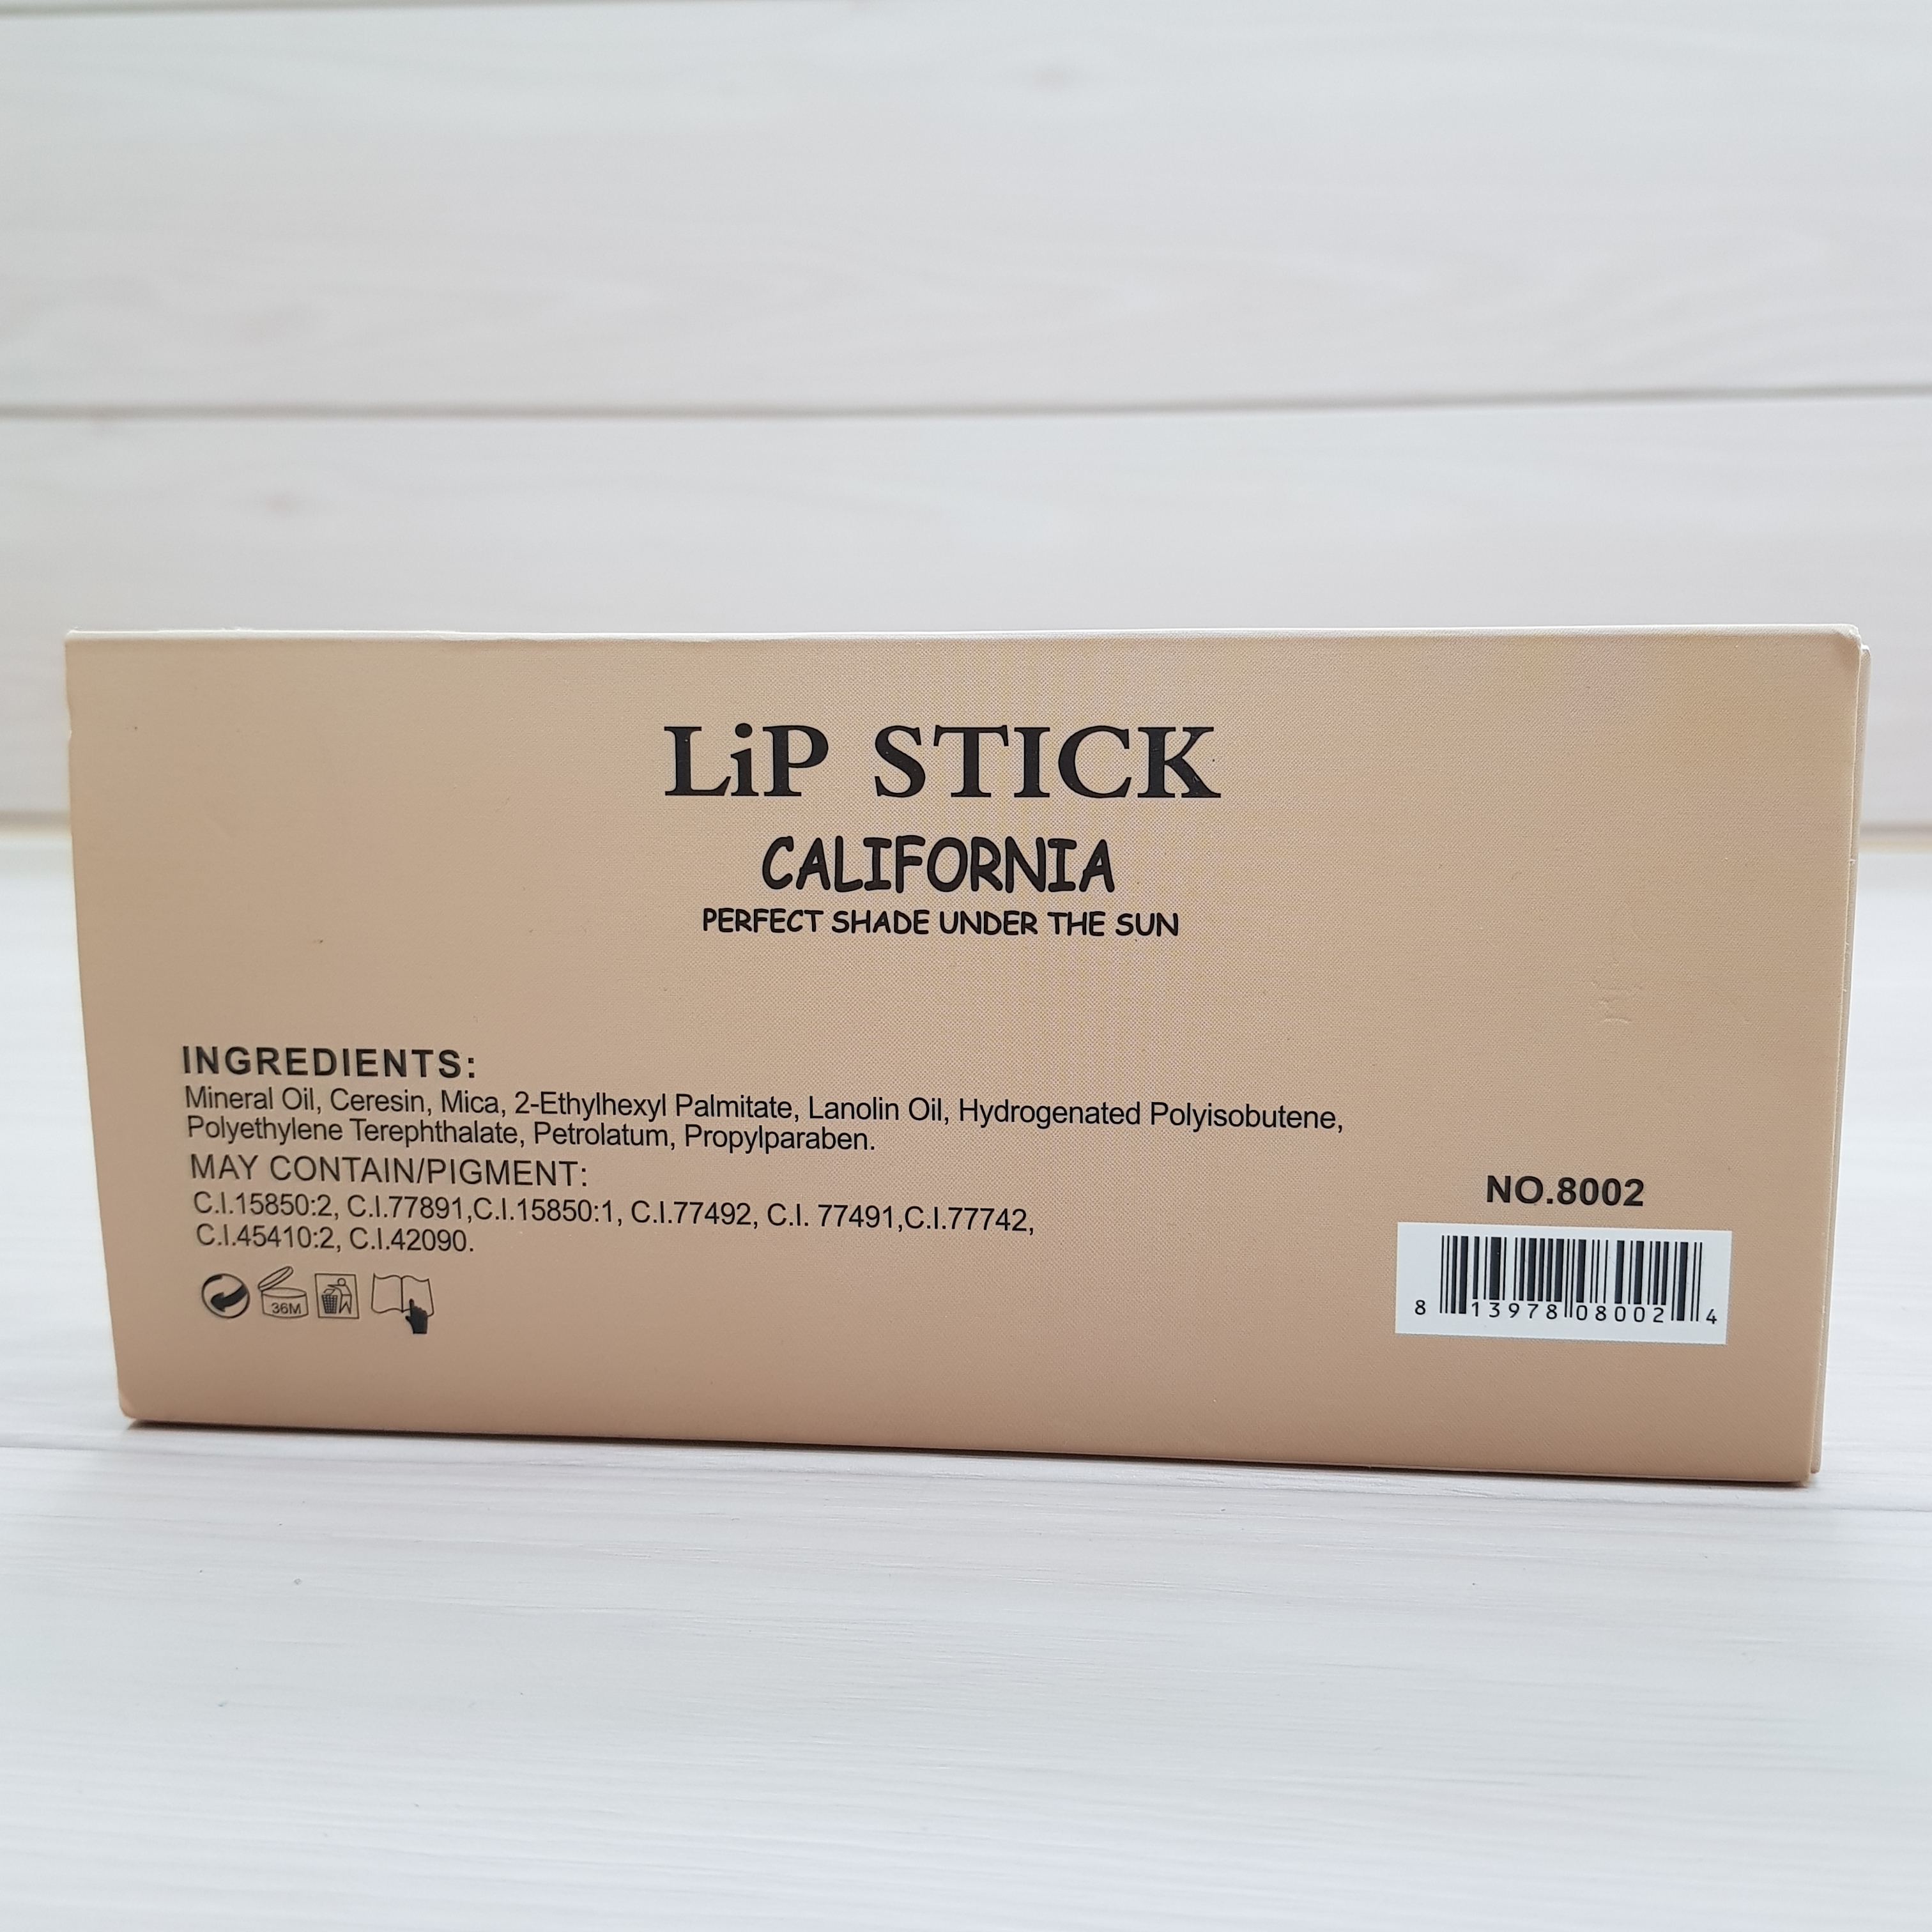 LiP STICK
CALIFORNIA
PERFECT SHADE UNDER THE SUN
INGREDIENTS:
Mineral Oil, Ceresin, Mica, 2-Ethylhexyl Palmitate, Lanolin Oil, Hydrogenated Polyisobutene,
Polyethylene Terephthalate, Petrolatum, Propylparaben.
MAY CONTAIN/PIGMENT:
C.I.15850:2, C.I.77891,C.I.15850:1, C.I.77492, C.I. 77491,C.I.77742,
C.I.45410:2, C.I.42090.
36M
NO.8002
8 13978 08002 4